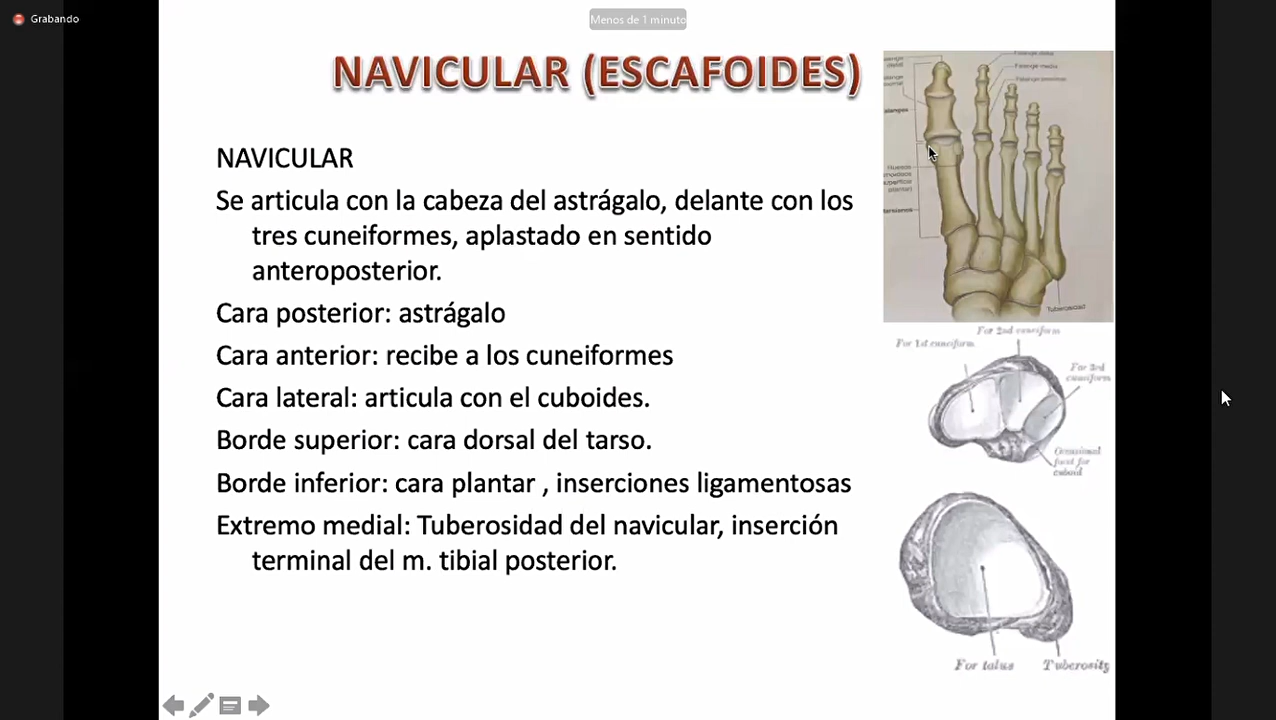 Grabando
Menos de 1 minuto
NAVICULAR (ESCAFOIDES)
NAVICULAR
Se articula con la cabeza del astrágalo, delante con los
tres cuneiformes, aplastado en sentido
anteroposterior.
Cara posterior: astrágalo
Cara anterior: recibe a los cuneiformes
Cara lateral: articula con el cuboides.
Borde superior: cara dorsal del tarso.
Borde inferior: cara plantar , inserciones ligamentosas
Extremo medial: Tuberosidad del navicular, inserción
terminal del m. tibial posterior.
Falange media
Tuberosidad
For 2nd cuneiform
For 1st cuneiform.
For 3rd
cuneiform
Occasional
facet for
cuboid
For talus
Tuberosity